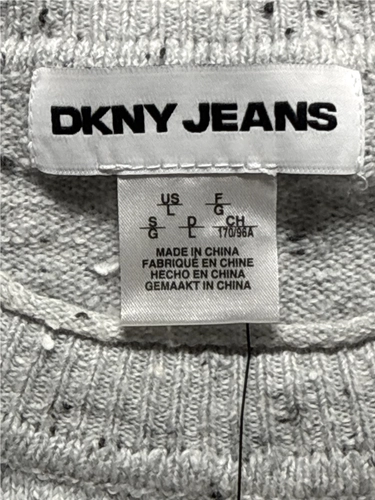 DKNY JEANS
US F
L G
S D CH
G L 170/96A
MADE IN CHINA
FABRIQUÉ EN CHINE
HECHO EN CHINA
GEMAAKT IN CHINA